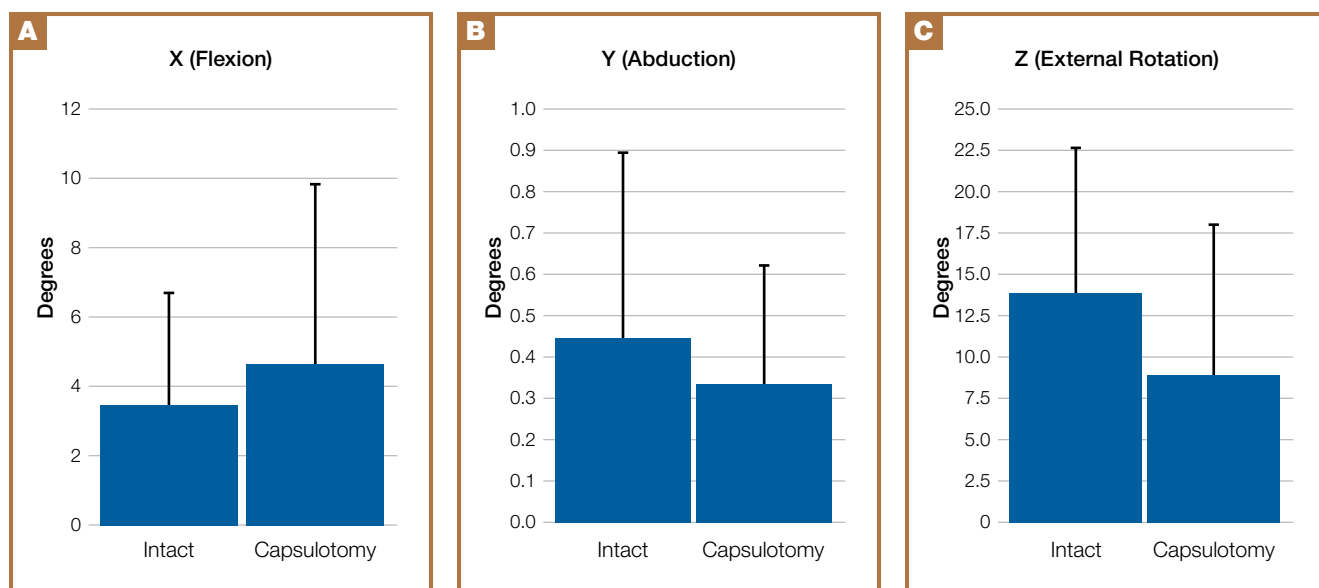 A
X (Flexion)
Degrees
12
10
8
6
4
2
0
Intact Capsulotomy
B
Y (Abduction)
Degrees
1.0
0.9
0.8
0.7
0.6
0.5
0.4
0.3
0.2
0.1
0.0
Intact Capsulotomy
C
Z (External Rotation)
Degrees
25.0
22.5
20.0
17.5
15.0
12.5
10.0
7.5
5.0
2.5
0
Intact Capsulotomy